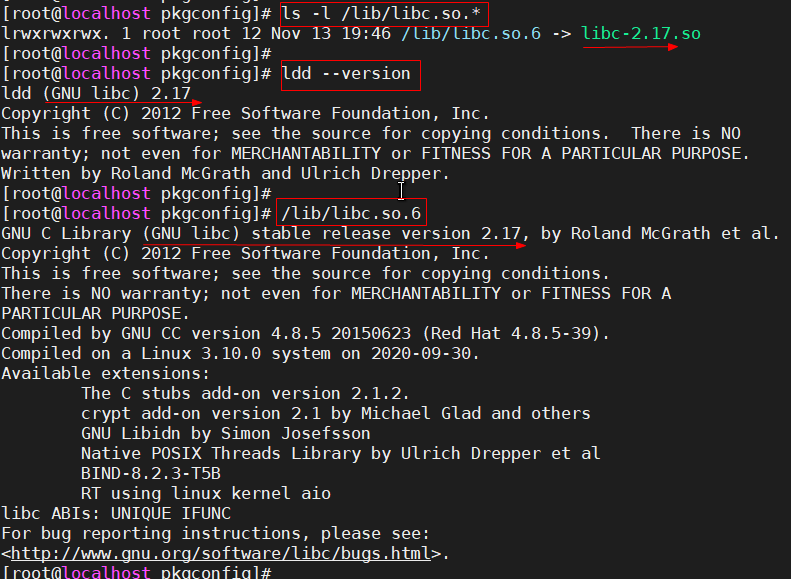 [root@localhost pkgconfig]# ls -l /lib/libc.so.*
lrwxrwxrwx. 1 root root 12 Nov 13 19:46 /lib/libc.so.6 -> libc-2.17.so
[root@localhost pkgconfig]#
[root@localhost pkgconfig]# ldd --version
ldd (GNU libc) 2.17
Copyright (C) 2012 Free Software Foundation, Inc.
This is free software; see the source for copying conditions.  There is NO
warranty; not even for MERCHANTABILITY or FITNESS FOR A PARTICULAR PURPOSE.
Written by Roland McGrath and Ulrich Drepper.
[root@localhost pkgconfig]#
[root@localhost pkgconfig]# /lib/libc.so.6
GNU C Library (GNU libc) stable release version 2.17, by Roland McGrath et al.
Copyright (C) 2012 Free Software Foundation, Inc.
This is free software; see the source for copying conditions.
There is NO warranty; not even for MERCHANTABILITY or FITNESS FOR A
PARTICULAR PURPOSE.
Compiled by GNU CC version 4.8.5 20150623 (Red Hat 4.8.5-39).
Compiled on a Linux 3.10.0 system on 2020-09-30.
Available extensions:
        The C stubs add-on version 2.1.2.
        crypt add-on version 2.1 by Michael Glad and others
        GNU Libidn by Simon Josefsson
        Native POSIX Threads Library by Ulrich Drepper et al
        BIND-8.2.3-T5B
        RT using linux kernel aio
libc ABIs: UNIQUE IFUNC
For bug reporting instructions, please see:
<http://www.gnu.org/software/libc/bugs.html>.
[root@localhost pkgconfig]#